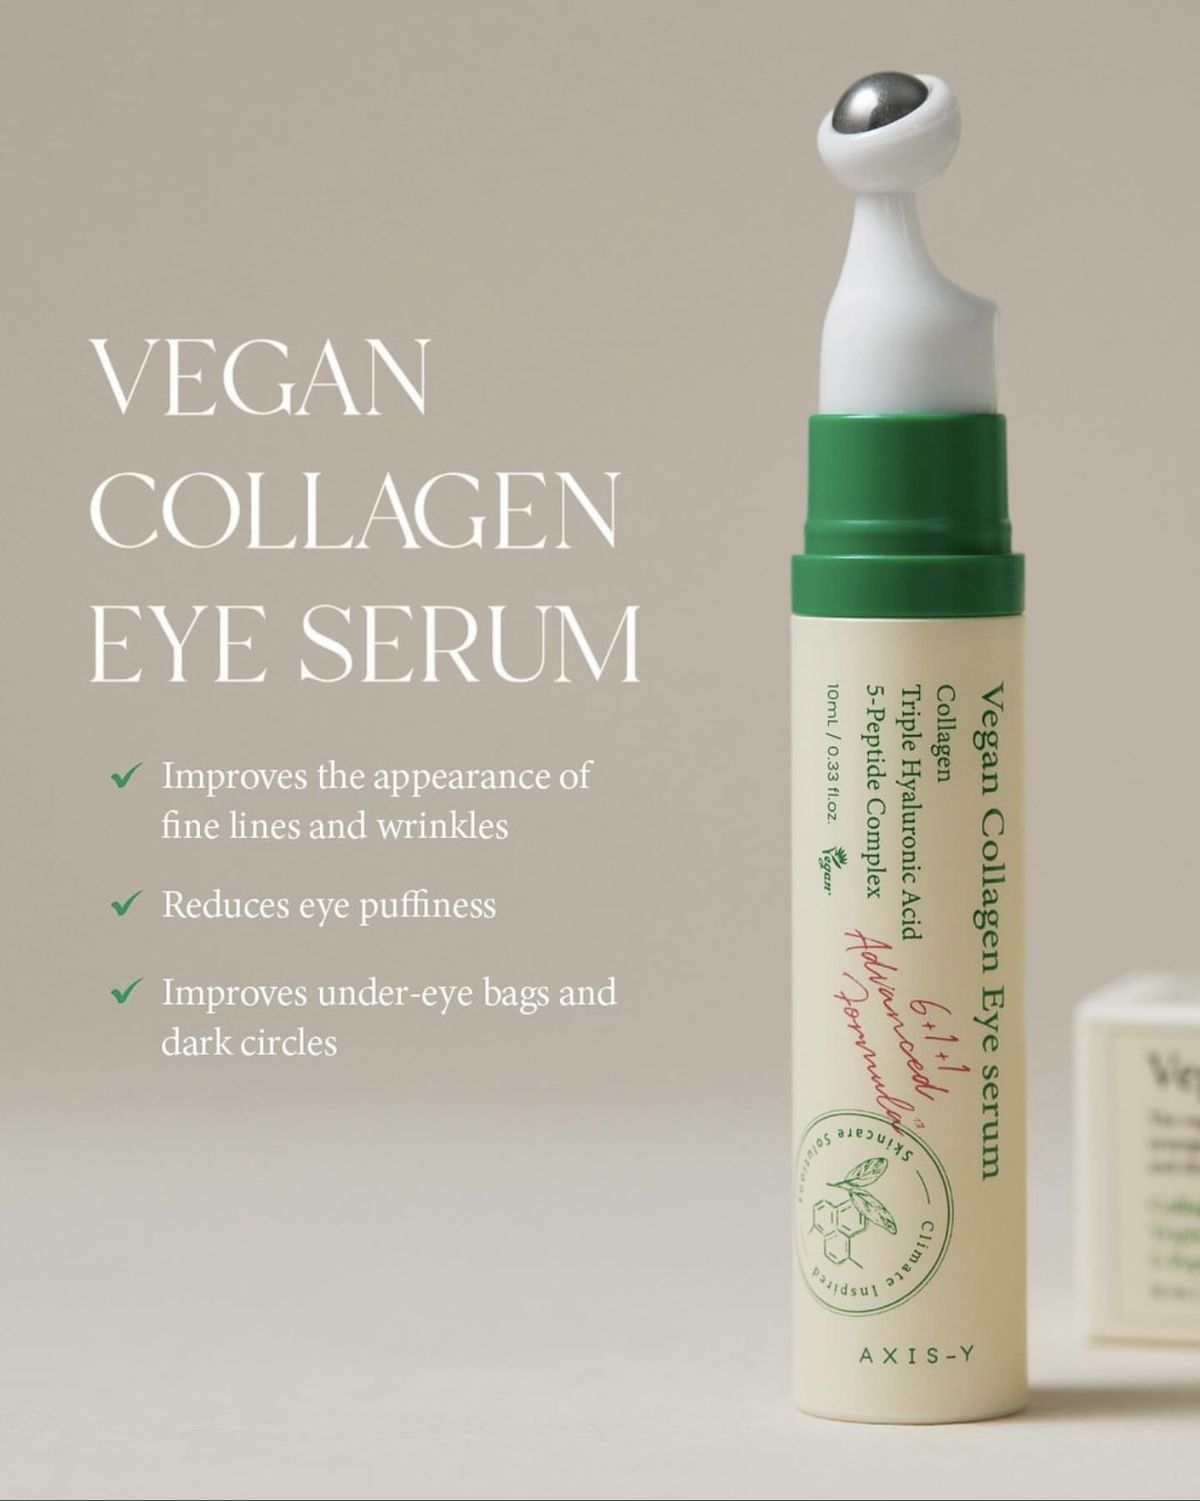 VEGAN
COLLAGEN
EYE SERUM
Improves the appearance of
fine lines and wrinkles
Reduces eye puffiness
Improves under-eye bags and
dark circles
Vegan Collagen Eye serum
Collagen
Triple Hyaluronic Acid
5-Peptide Complex
10mL / 0.33 fl.oz.
Vegan
6+1+1
Advanced
Formula
Skincare Solutions
Climate Inspired
AXIS-Y